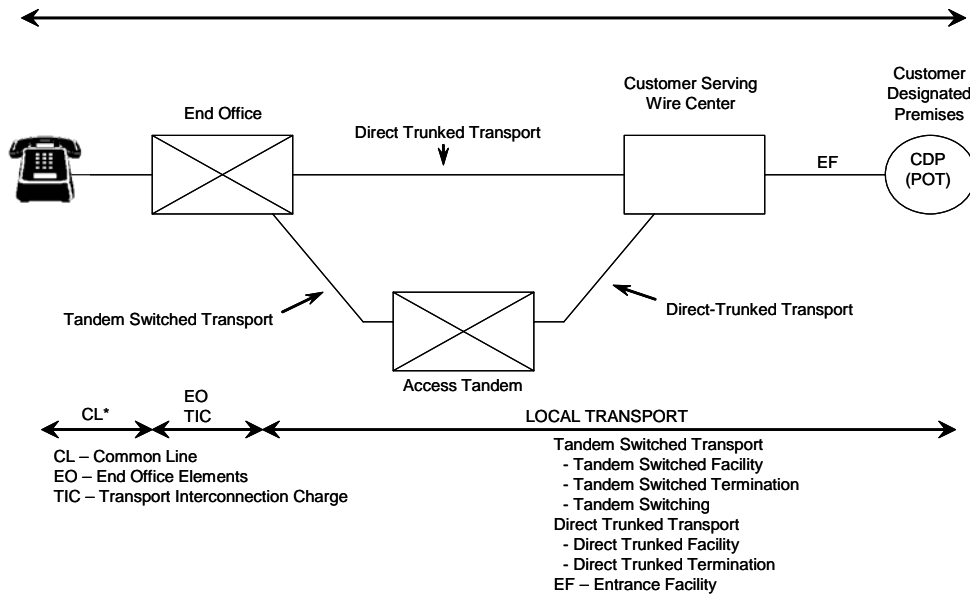 Customer
Designated
Premises
Customer Serving
Wire Center
End Office
Direct Trunked Transport
EF
CDP
(POT)
Tandem Switched Transport
Direct-Trunked Transport
Access Tandem
CL*
EO
TIC
LOCAL TRANSPORT
CL – Common Line
EO – End Office Elements
TIC – Transport Interconnection Charge
Tandem Switched Transport
- Tandem Switched Facility
- Tandem Switched Termination
- Tandem Switching
Direct Trunked Transport
- Direct Trunked Facility
- Direct Trunked Termination
EF – Entrance Facility